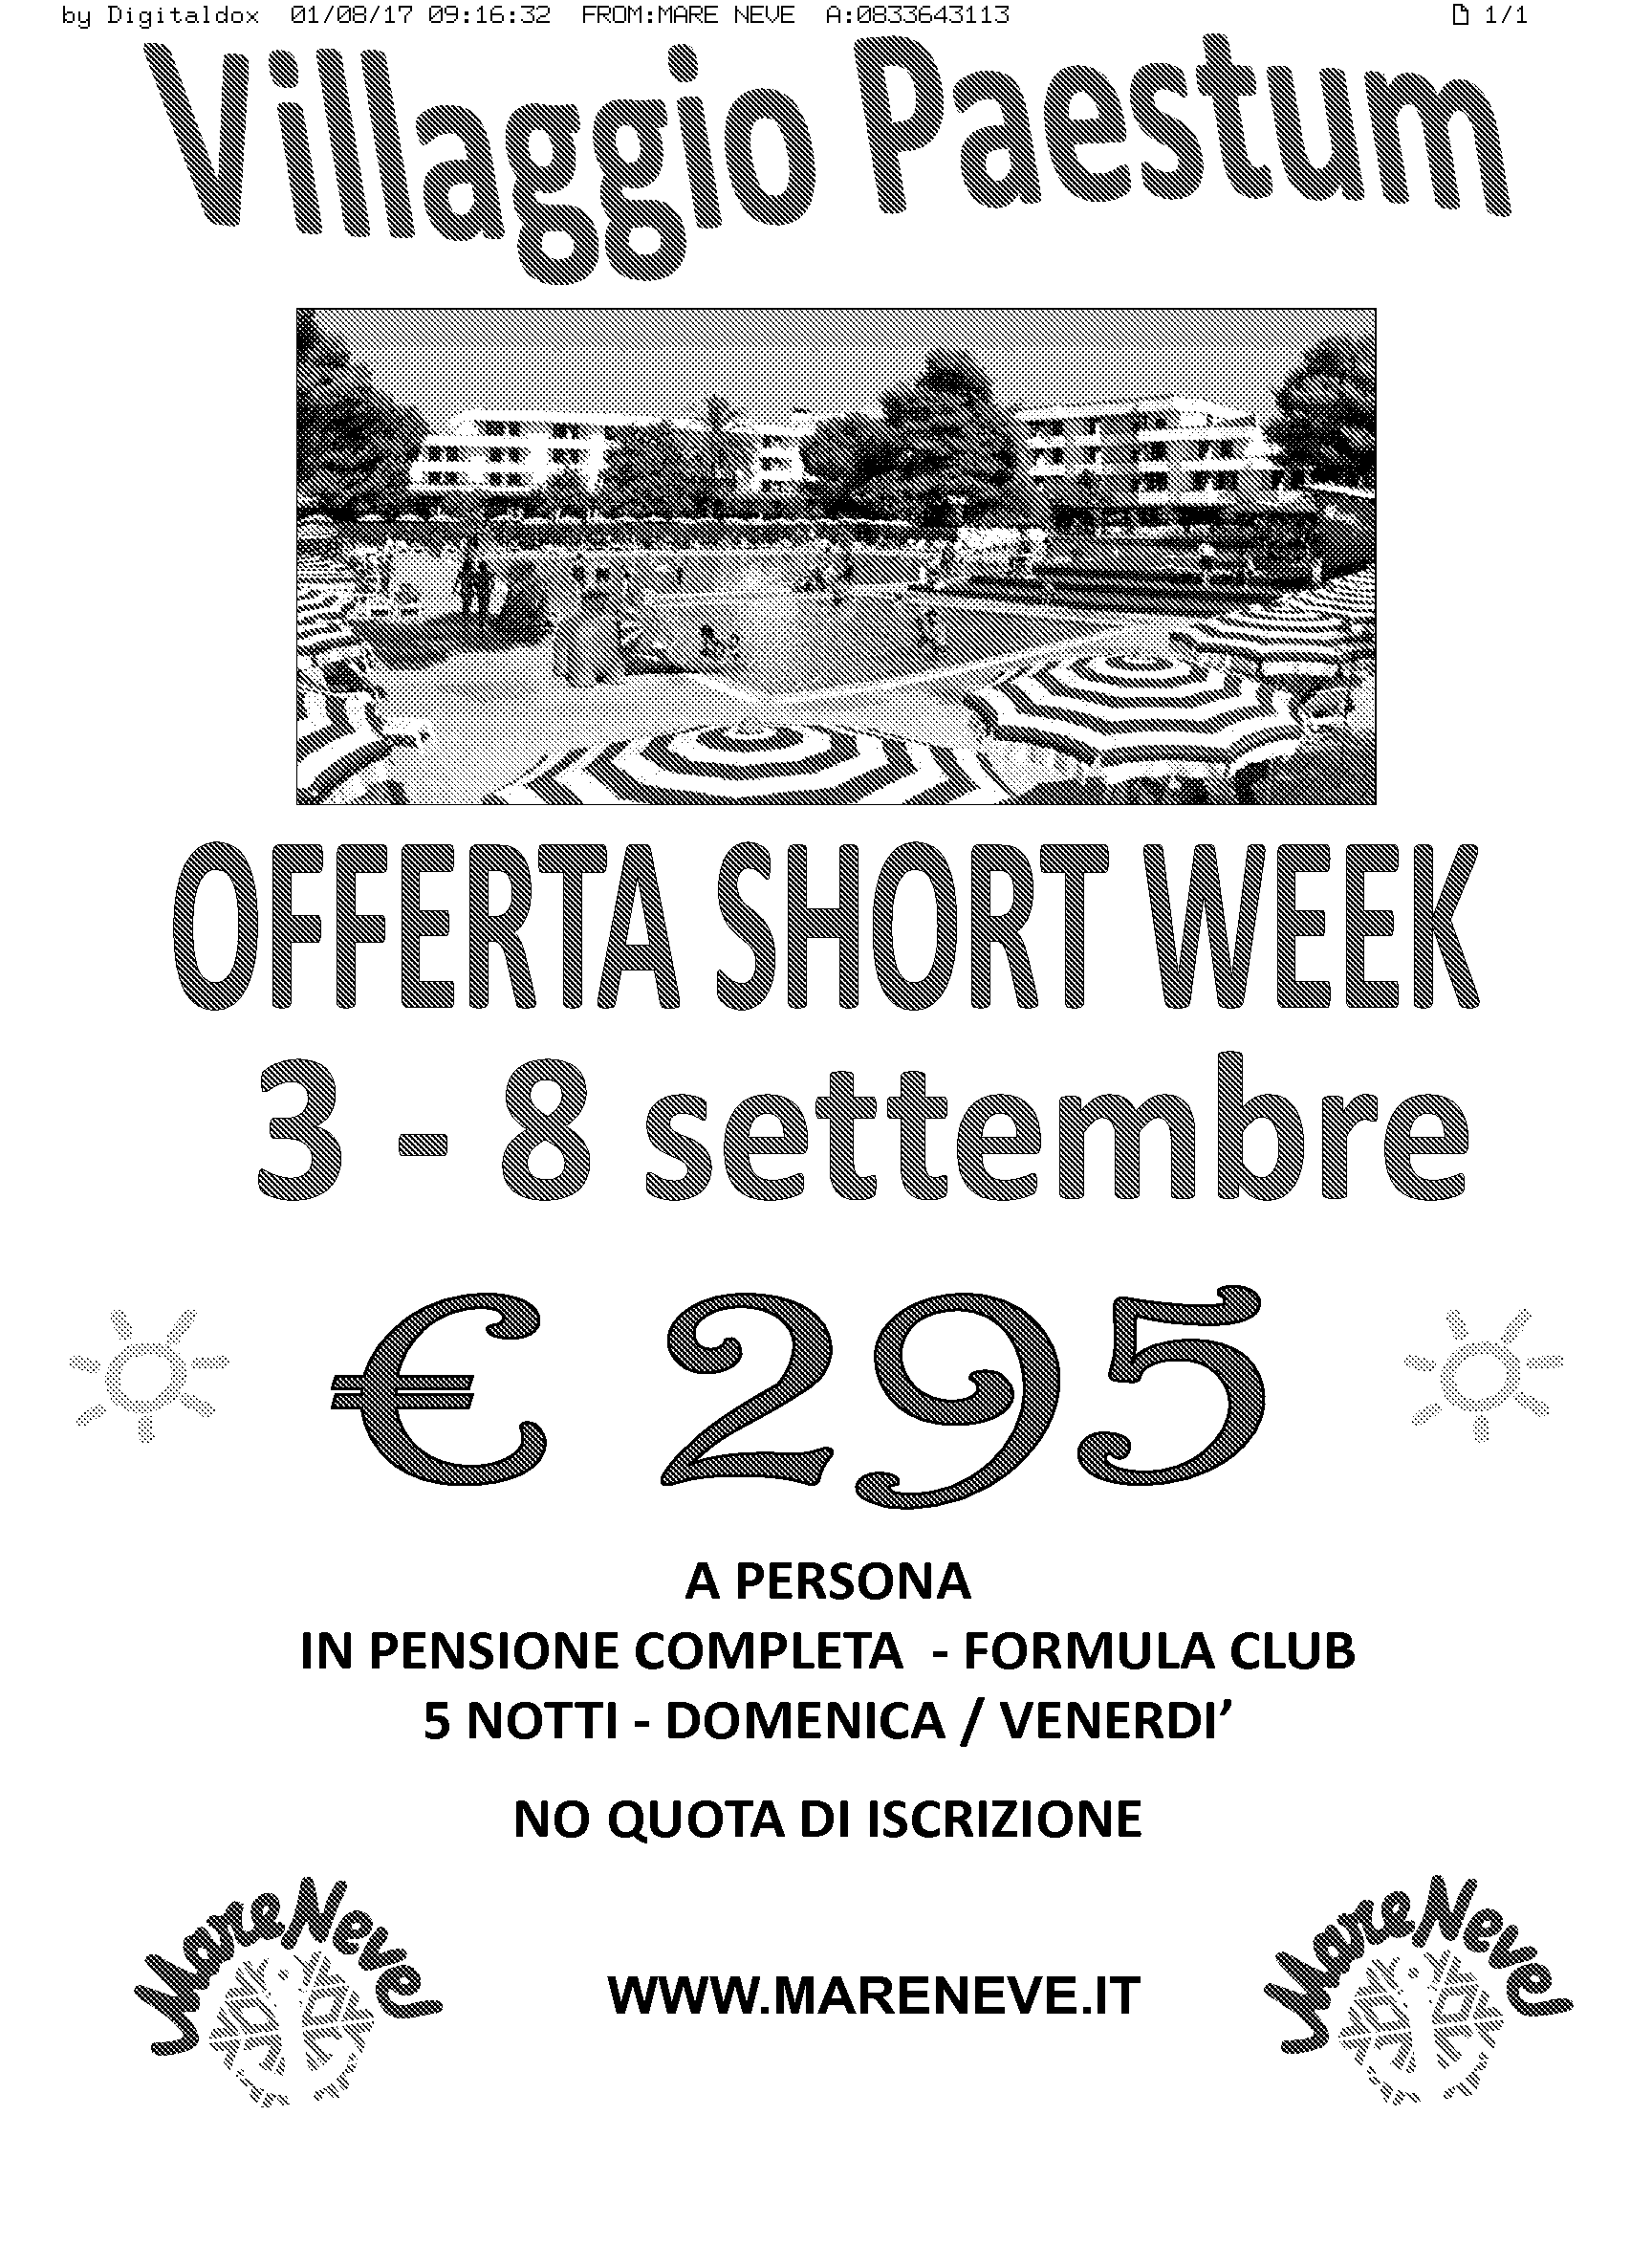 by Digitaldox 01/08/17 09:16:32 FROM:MARE NEVE A:0833643113 1/1
Villaggio Paestum
OFFERTA SHORT WEEK
3 - 8 settembre
€ 295
A PERSONA
IN PENSIONE COMPLETA - FORMULA CLUB
5 NOTTI - DOMENICA / VENERDI’
NO QUOTA DI ISCRIZIONE
MareNeve
WWW.MARENEVE.IT
MareNeve